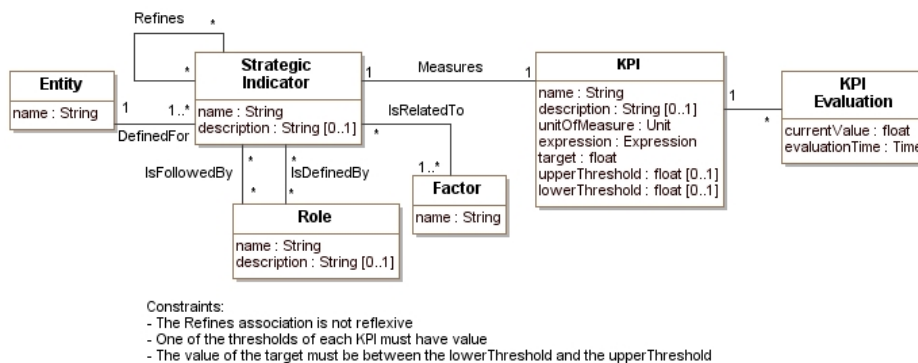 Refines
*
*
Entity
name : String
1
1..*
DefinedFor
Strategic
Indicator
name : String
description : String [0..1]
1
Measures
1
IsRelatedTo
*
1..*
Factor
name : String
*
*
IsFollowedBy
IsDefinedBy
*
*
Role
name : String
description : String [0..1]
KPI
name : String
description : String [0..1]
unitOfMeasure : Unit
expression : Expression
target : float
upperThreshold : float [0..1]
lowerThreshold : float [0..1]
1
*
KPI
Evaluation
currentValue : float
evaluationTime : Time
Constraints:
- The Refines association is not reflexive
- One of the thresholds of each KPI must have value
- The value of the target must be between the lowerThreshold and the upperThreshold